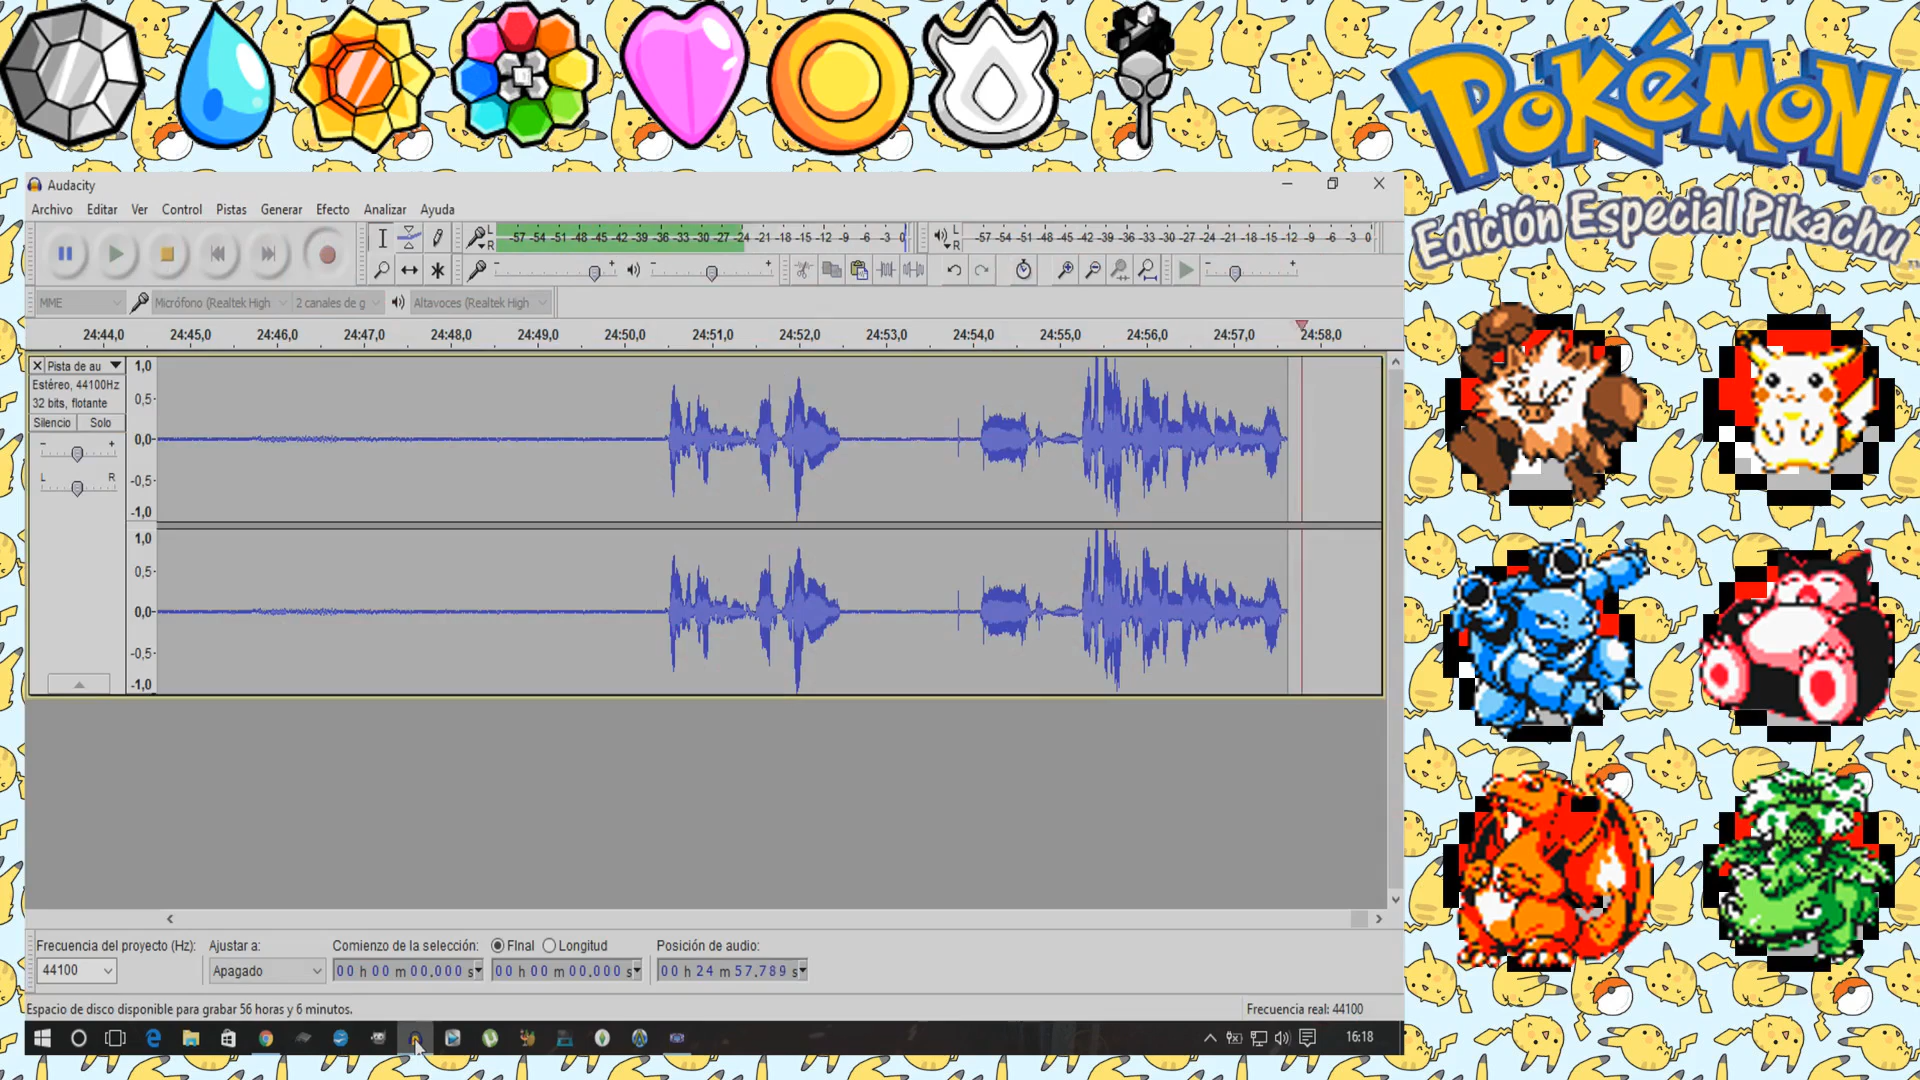 POKéMON
Edición Especial Pikachu
Audacity
Archivo Editar Ver Control Pistas Generar Efecto Analizar Ayuda
L R -57 -54 -51 -48 -45 -42 -39 -36 -33 -30 -27 -24 -21 -18 -15 -12 -9 -6 -3 0
L R -57 -54 -51 -48 -45 -42 -39 -36 -33 -30 -27 -24 -21 -18 -15 -12 -9 -6 -3 0
MME Micrófono (Realtek High 2 canales de g Altavoces (Realtek High
24:44,0 24:45,0 24:46,0 24:47,0 24:48,0 24:49,0 24:50,0 24:51,0 24:52,0 24:53,0 24:54,0 24:55,0 24:56,0 24:57,0 24:58,0
Pista de au
Estéreo, 44100Hz
32 bits, flotante
Silencio Solo
- +
L R
1,0
0,5-
0,0-
-0,5-
-1,0
1,0
0,5-
0,0-
-0,5-
-1,0
Frecuencia del proyecto (Hz): Ajustar a: Comienzo de la selección: FInal Longitud Posición de audio:
44100 Apagado 00 h 00 m 00.000 s 00 h 00 m 00.000 s 00 h 24 m 57.789 s
Espacio de disco disponible para grabar 56 horas y 6 minutos. Frecuencia real: 44100
16:18